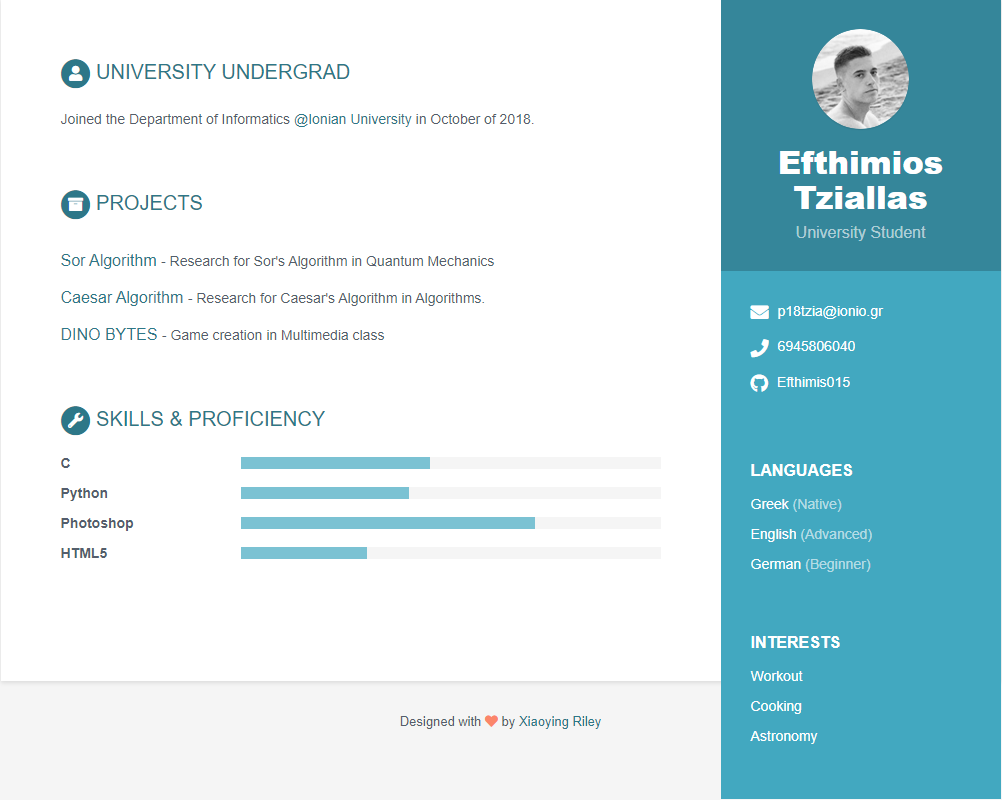 UNIVERSITY UNDERGRAD
Joined the Department of Informatics @Ionian University in October of 2018.
PROJECTS
Sor Algorithm - Research for Sor's Algorithm in Quantum Mechanics
Caesar Algorithm - Research for Caesar's Algorithm in Algorithms.
DINO BYTES - Game creation in Multimedia class
SKILLS & PROFICIENCY
C
Python
Photoshop
HTML5
Efthimios
Tziallas
University Student
p18tzia@ionio.gr
6945806040
Efthimis015
LANGUAGES
Greek (Native)
English (Advanced)
German (Beginner)
INTERESTS
Workout
Cooking
Astronomy
Designed with by Xiaoying Riley